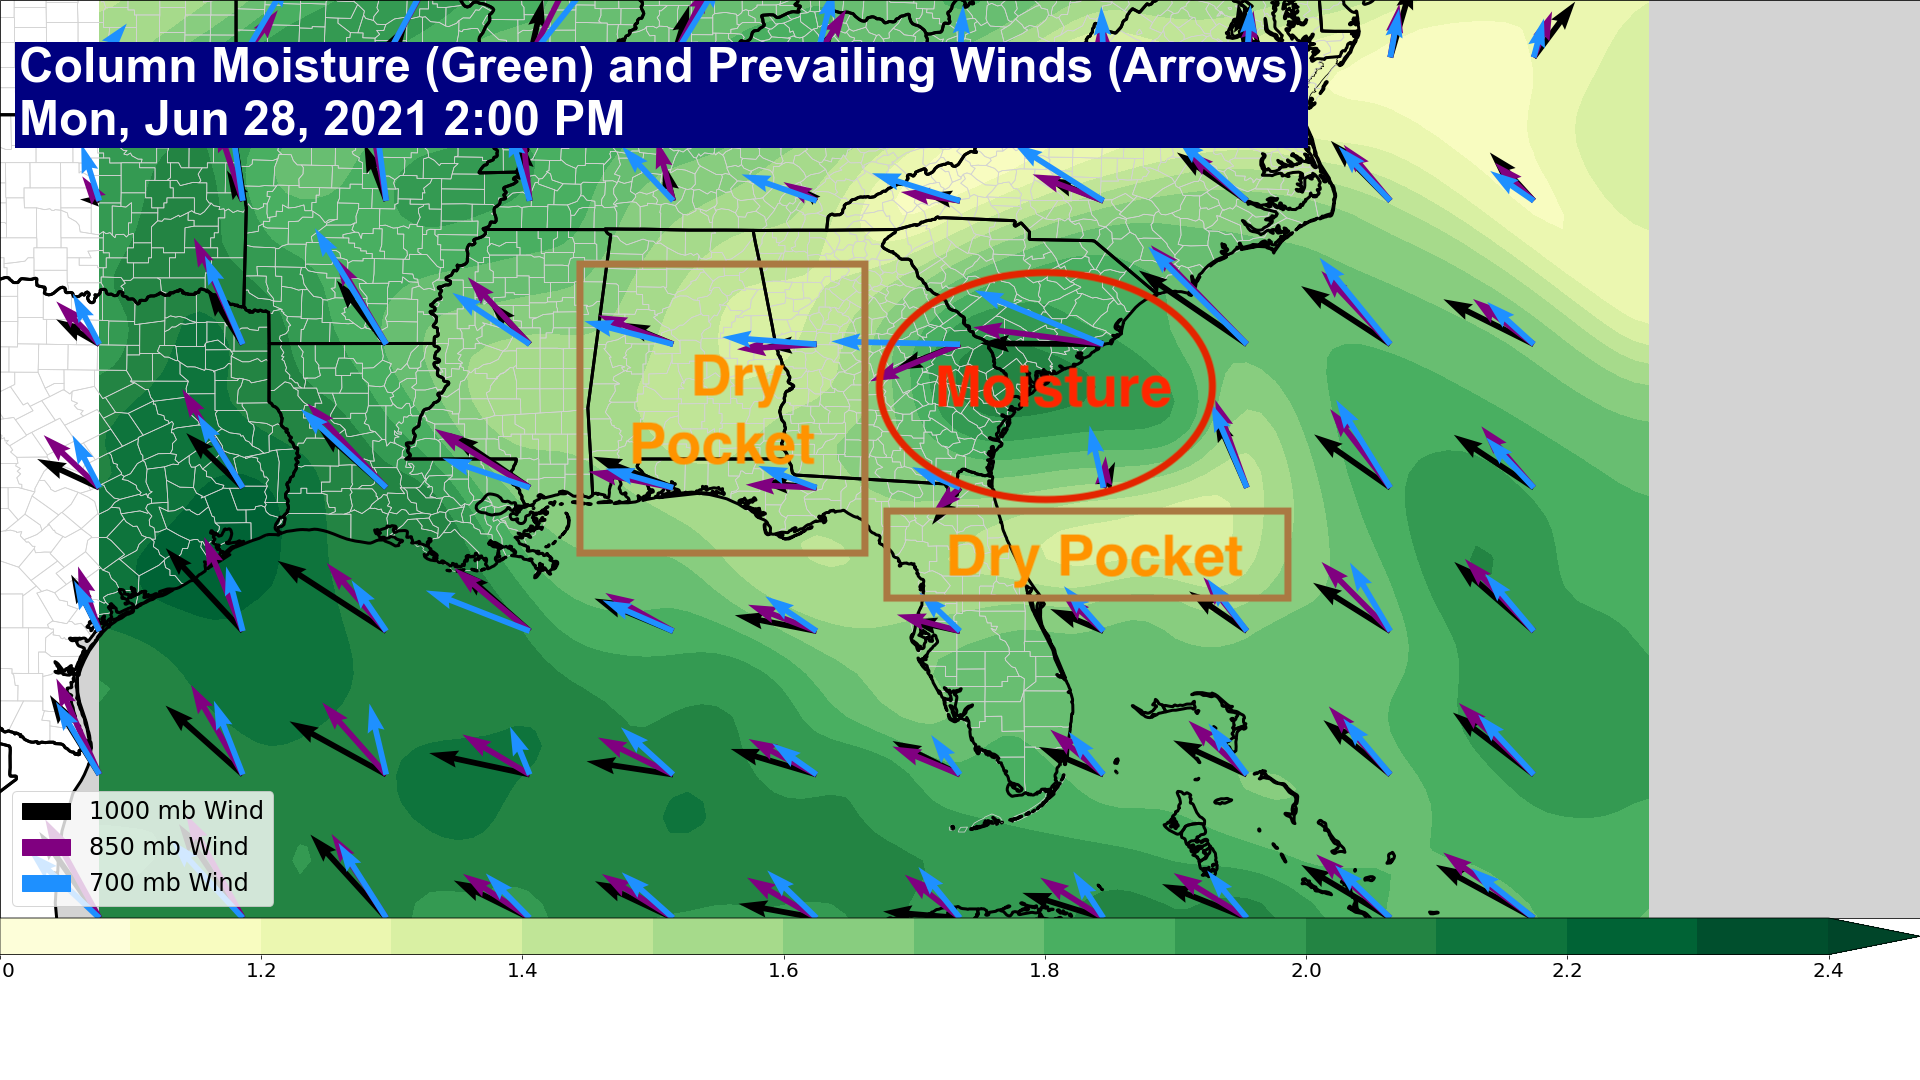 Column Moisture (Green) and Prevailing Winds (Arrows)
Mon, Jun 28, 2021 2:00 PM
Dry
Pocket
Moisture
Dry Pocket
1000 mb Wind
850 mb Wind
700 mb Wind
0 1.2 1.4 1.6 1.8 2.0 2.2 2.4